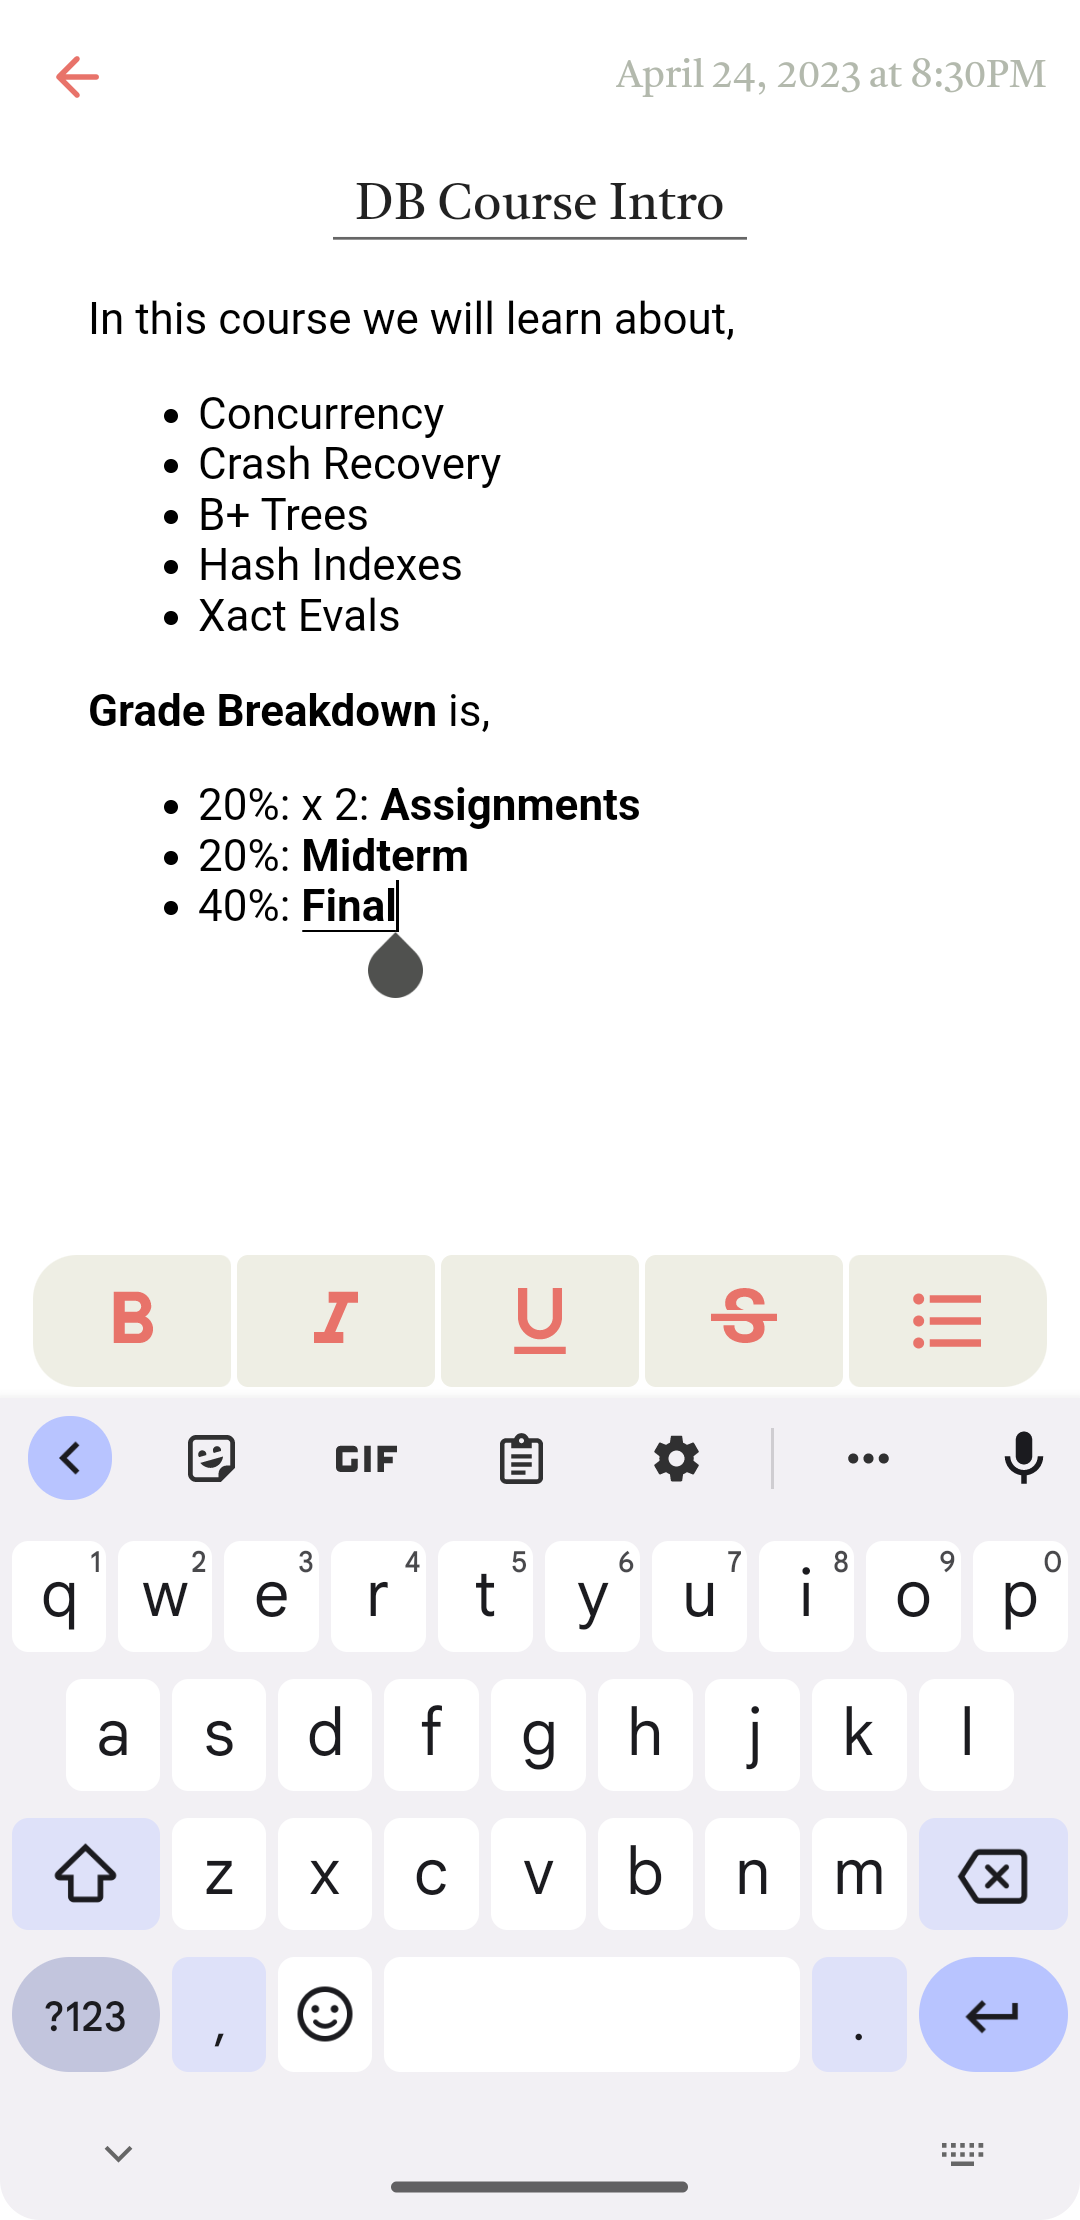 April 24, 2023 at 8:30PM
DB Course Intro
In this course we will learn about,
• Concurrency
• Crash Recovery
• B+ Trees
• Hash Indexes
• Xact Evals
Grade Breakdown is,
• 20%: x 2: Assignments
• 20%: Midterm
• 40%: Final
B I U S
GIF
q1 w2 e3 r4 t5 y6 u7 i8 o9 p0
a s d f g h j k l
z x c v b n m
?123 , .